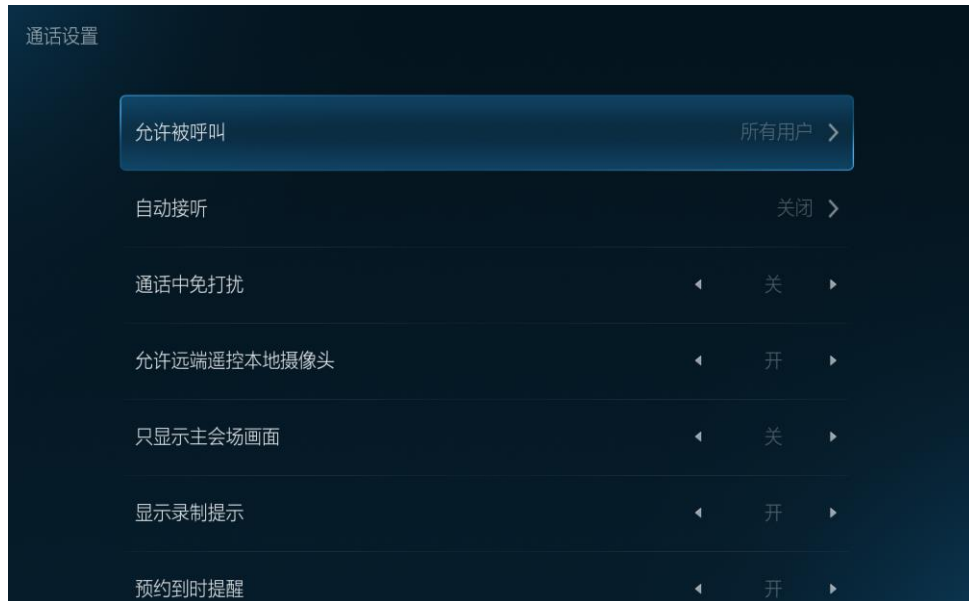 通话设置
允许被呼叫 所有用户
自动接听 关闭
通话中免打扰 关
允许远端遥控本地摄像头 开
只显示主会场画面 关
显示录制提示 开
预约到时提醒 开